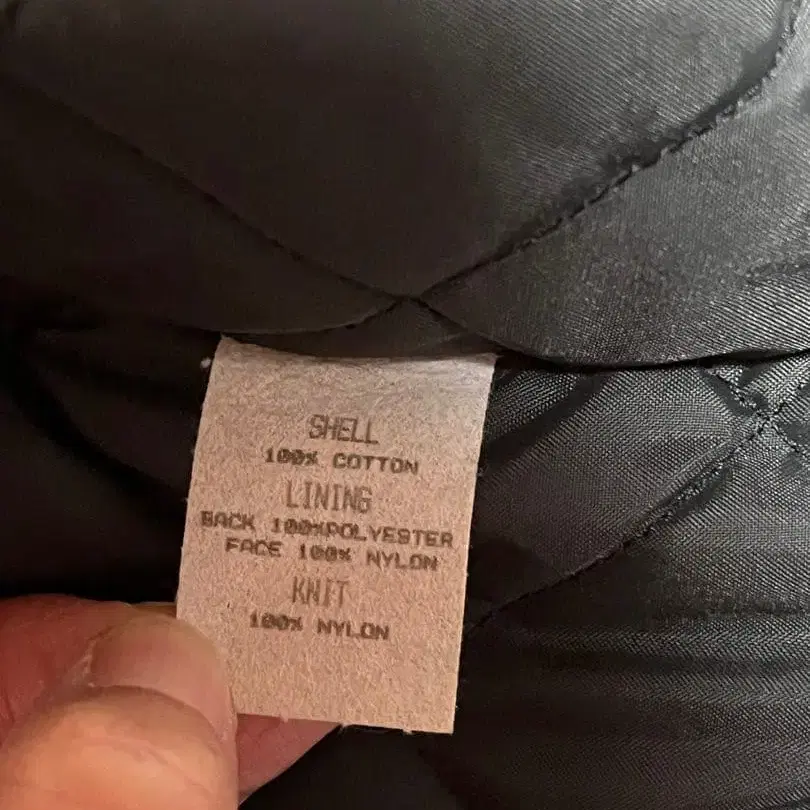 SHELL
100% COTTON
LINING
BACK 100%POLYESTER
FACE 100% NYLON
KNIT
100% NYLON